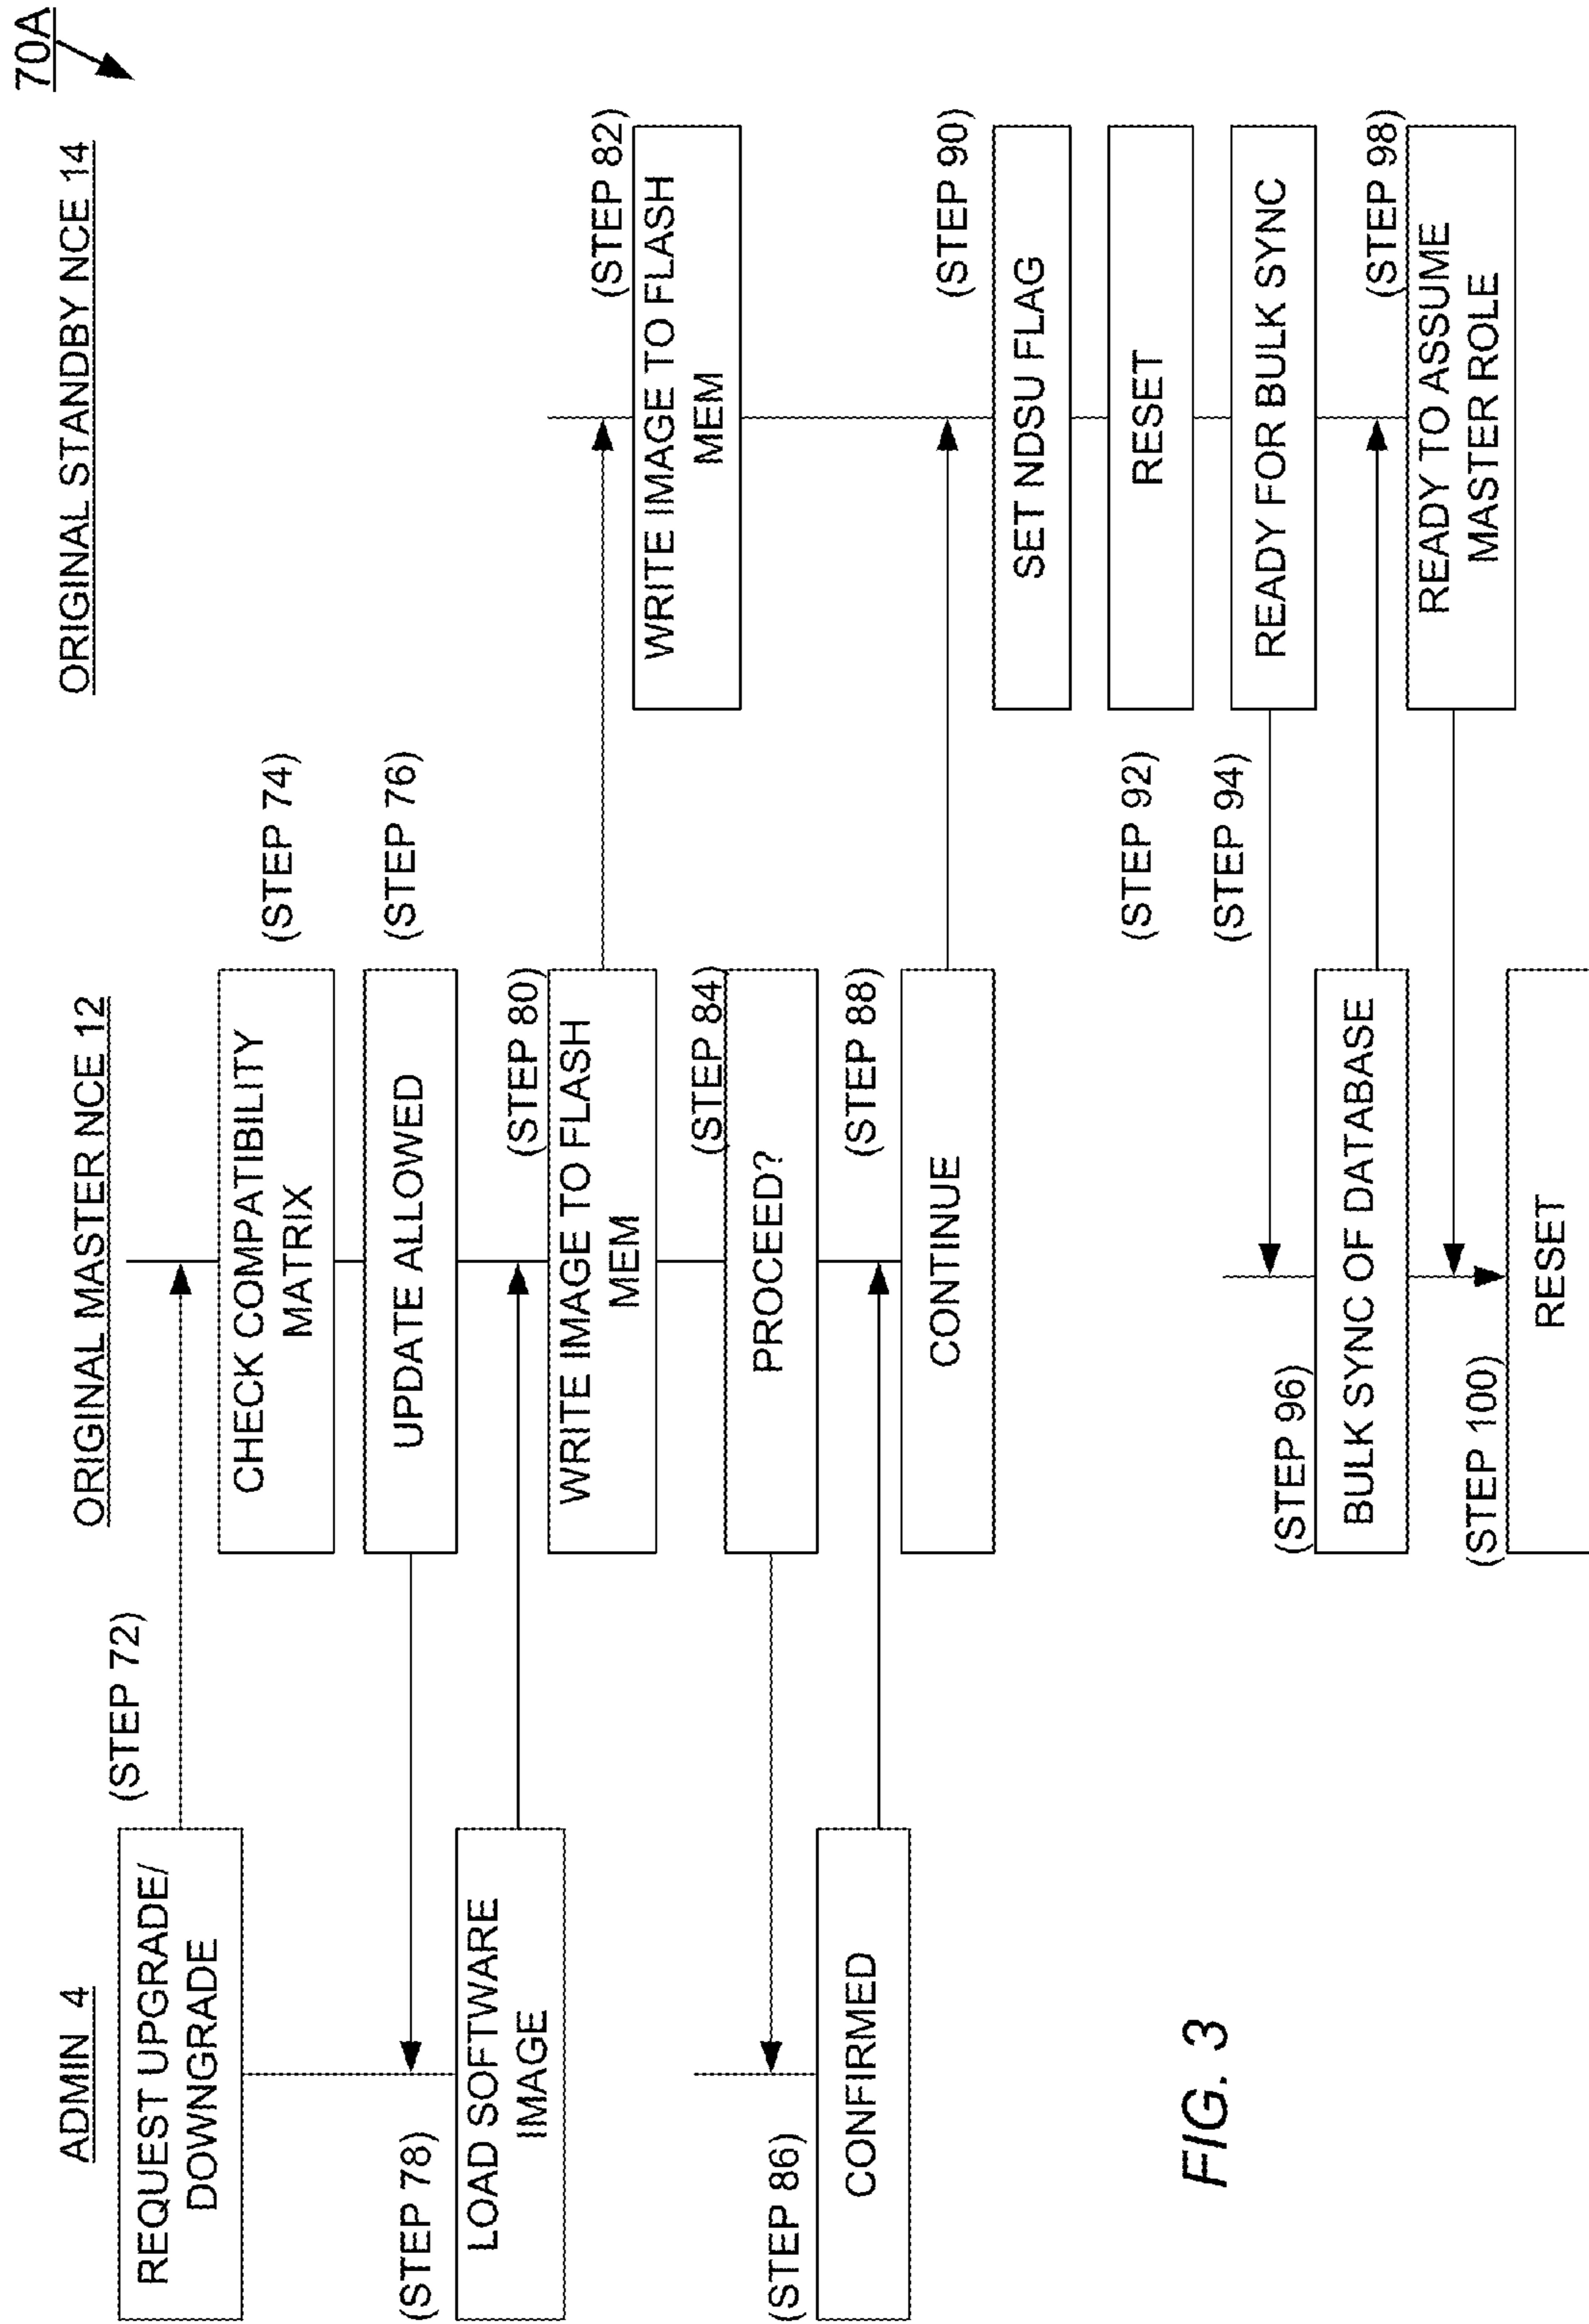 70A
ADMIN 4
ORIGINAL MASTER NCE 12
ORIGINAL STANDBY NCE 14
REQUEST UPGRADE/
DOWNGRADE
(STEP 72)
CHECK COMPATIBILITY
MATRIX
(STEP 74)
UPDATE ALLOWED
(STEP 76)
(STEP 78)
LOAD SOFTWARE
IMAGE
(STEP 80)
WRITE IMAGE TO FLASH
MEM
(STEP 82)
WRITE IMAGE TO FLASH
MEM
(STEP 84)
PROCEED?
(STEP 86)
CONFIRMED
(STEP 88)
CONTINUE
(STEP 90)
SET NDSU FLAG
(STEP 92)
RESET
(STEP 94)
READY FOR BULK SYNC
(STEP 96)
BULK SYNC OF DATABASE
(STEP 98)
READY TO ASSUME
MASTER ROLE
(STEP 100)
RESET
FIG. 3